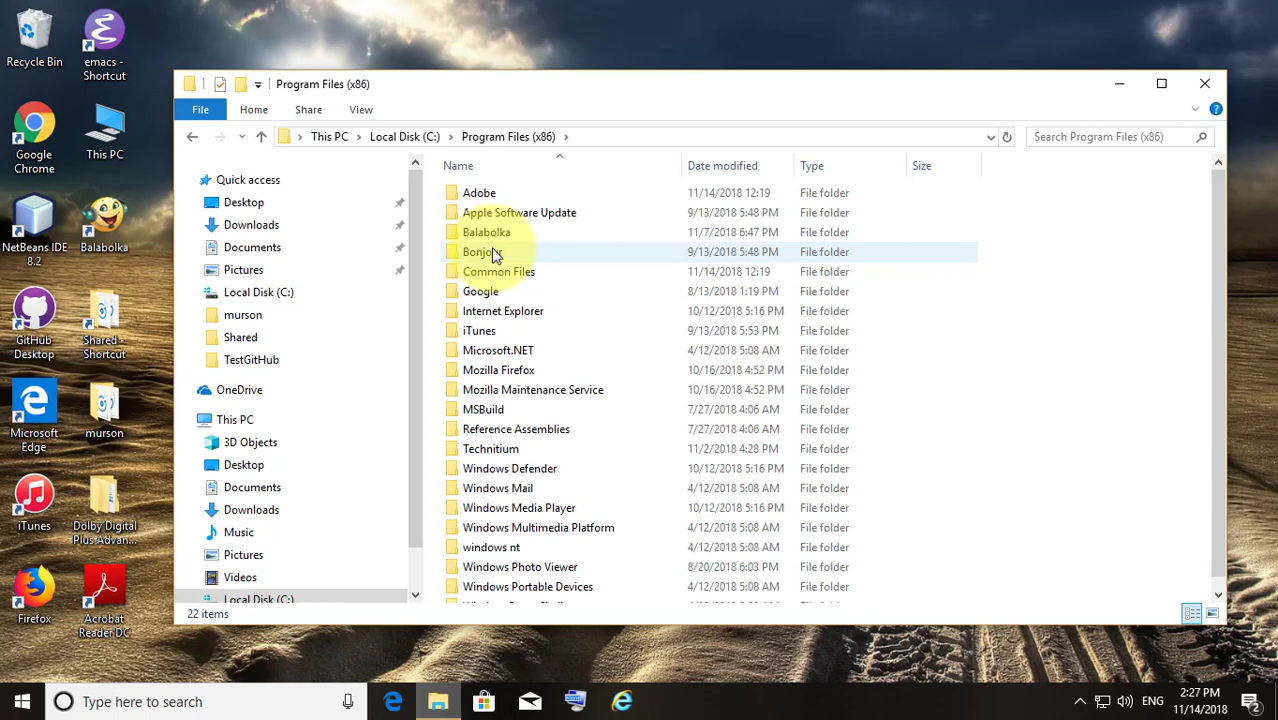 Recycle Bin
emacs -
Shortcut
Google
Chrome
This PC
NetBeans IDE
8.2
Balabolka
GitHub
Desktop
Shared -
Shortcut
Microsoft
Edge
murson
iTunes
Dolby Digital
Plus Advan...
Firefox
Acrobat
Reader DC
Program Files (x86)
File
Home
Share
View
This PC
Local Disk (C:)
Program Files (x86)
Search Program Files (x86)
Quick access
Desktop
Downloads
Documents
Pictures
Local Disk (C:)
murson
Shared
TestGitHub
OneDrive
This PC
3D Objects
Desktop
Documents
Downloads
Music
Pictures
Videos
Local Disk (C:)
Name Date modified Type Size
Adobe 11/14/2018 12:19 File folder
Apple Software Update 9/13/2018 5:48 PM File folder
Balabolka 11/7/2018 6:47 PM File folder
Bonjour 9/13/2018 5:48 PM File folder
Common Files 11/14/2018 12:19 File folder
Google 8/13/2018 1:19 PM File folder
Internet Explorer 10/12/2018 5:16 PM File folder
iTunes 9/13/2018 5:53 PM File folder
Microsoft.NET 4/12/2018 5:08 AM File folder
Mozilla Firefox 10/16/2018 4:52 PM File folder
Mozilla Maintenance Service 10/16/2018 4:52 PM File folder
MSBuild 7/27/2018 4:06 AM File folder
Reference Assemblies 7/27/2018 4:06 AM File folder
Technitium 11/2/2018 4:28 PM File folder
Windows Defender 10/12/2018 5:16 PM File folder
Windows Mail 4/12/2018 5:08 AM File folder
Windows Media Player 10/12/2018 5:16 PM File folder
Windows Multimedia Platform 4/12/2018 5:08 AM File folder
windows nt 4/12/2018 5:08 AM File folder
Windows Photo Viewer 8/20/2018 6:03 PM File folder
Windows Portable Devices 4/12/2018 5:08 AM File folder
22 items
Type here to search
ENG
2:27 PM
11/14/2018
2